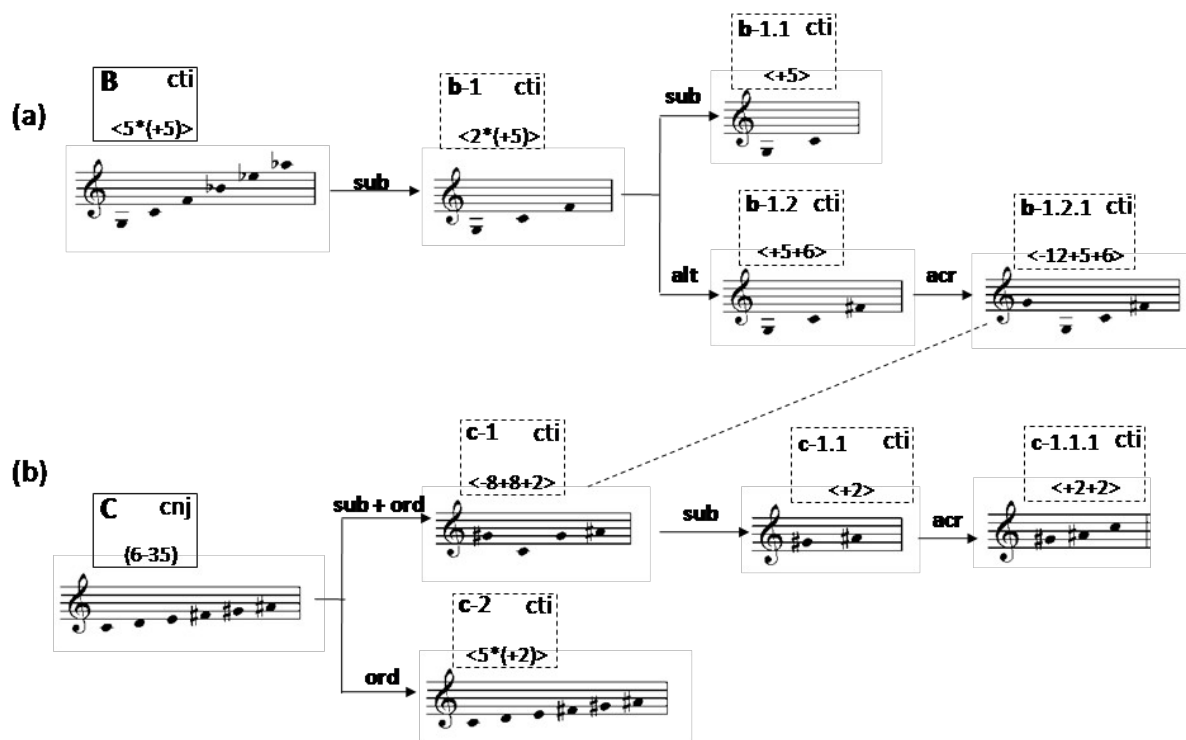 (a)
B cti
<5*(+5)>
sub
b-1 cti
<2*(+5)>
sub
b-1.1 cti
<+5>
alt
b-1.2 cti
<+5+6>
acr
b-1.2.1 cti
<-12+5+6>
(b)
C cnj
(6-35)
sub + ord
c-1 cti
<-8+8+2>
sub
c-1.1 cti
<+2>
acr
c-1.1.1 cti
<+2+2>
ord
c-2 cti
<5*(+2)>